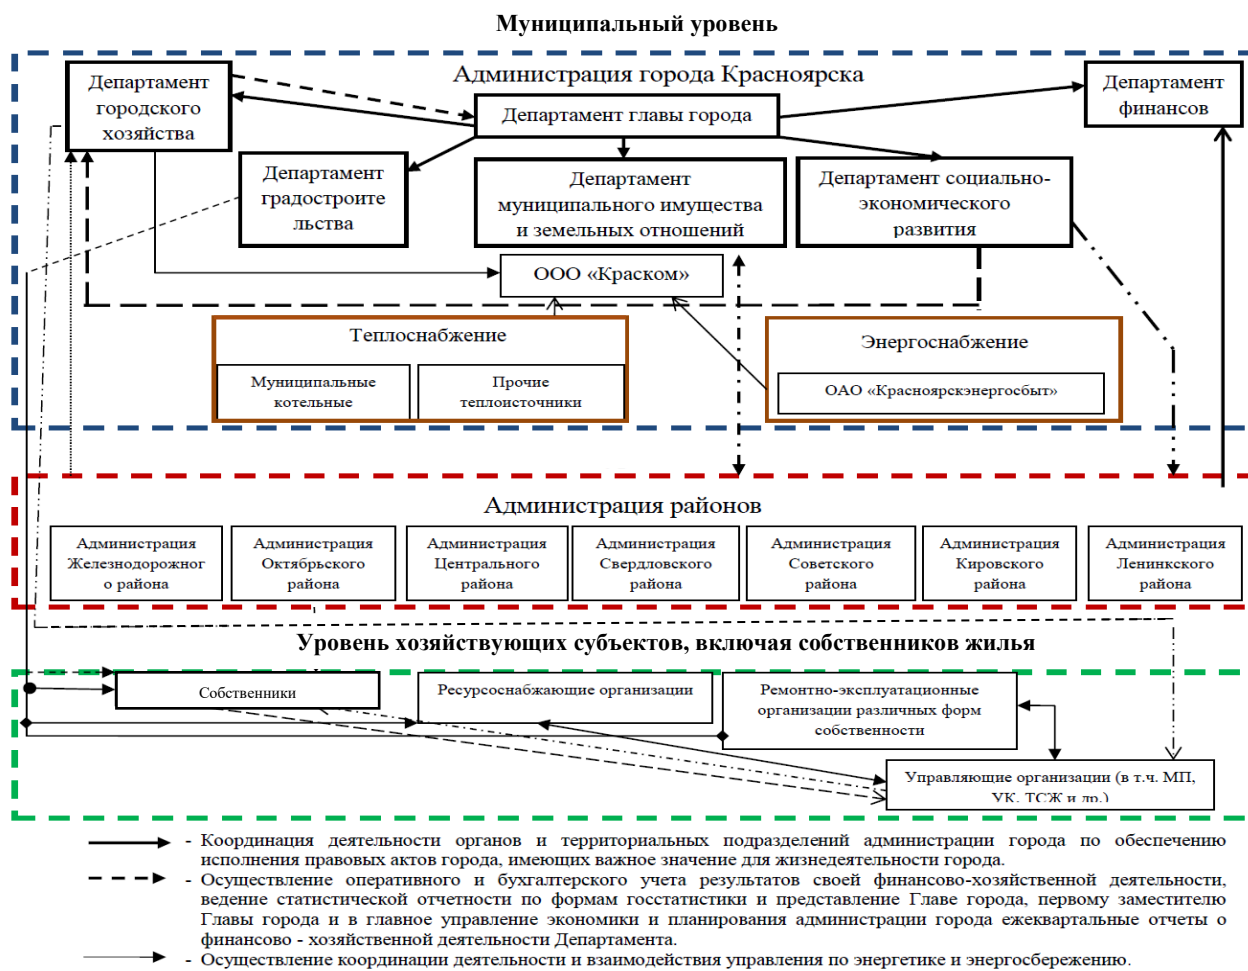 Муниципальный уровень
Администрация города Красноярска
Департамент
городского
хозяйства
Департамент главы города
Департамент
финансов
Департамент
градостроите
льства
Департамент
муниципального имущества
и земельных отношений
Департамент социально-
экономического
развития
ООО «Краском»
Теплоснабжение
Муниципальные
котельные
Прочие
теплоисточники
Энергоснабжение
ОАО «Красноярскэнергосбыт»
Администрация районов
Администрация
Железнодорожног
о района
Администрация
Октябрьского
района
Администрация
Центрального
района
Администрация
Свердловского
района
Администрация
Советского
района
Администрация
Кировского
района
Администрация
Ленинкского
района
Уровень хозяйствующих субъектов, включая собственников жилья
Собственники
Ресурсоснабжающие организации
Ремонтно-эксплуатационные
организации различных форм
собственности
Управляющие организации (в т.ч. МП,
УК, ТСЖ и др.)
- Координация деятельности органов и территориальных подразделений администрации города по обеспечению
исполнения правовых актов города, имеющих важное значение для жизнедеятельности города.
- Осуществление оперативного и бухгалтерского учета результатов своей финансово-хозяйственной деятельности,
ведение статистической отчетности по формам госстатистики и представление Главе города, первому заместителю
Главы города и в главное управление экономики и планирования администрации города ежеквартальные отчеты о
финансово - хозяйственной деятельности Департамента.
- Осуществление координации деятельности и взаимодействия управления по энергетике и энергосбережению.